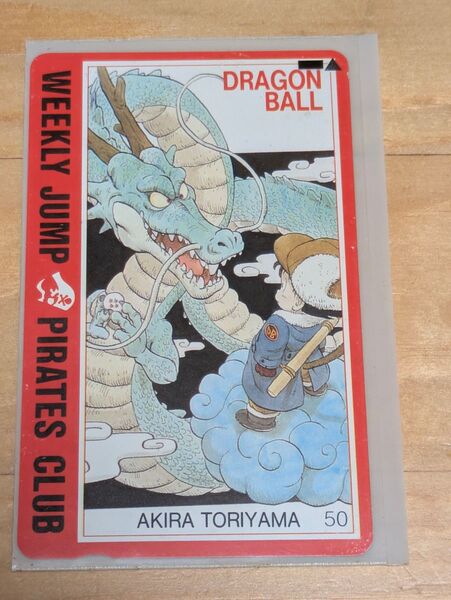 DRAGON
BALL
WEEKLY JUMP PIRATES CLUB
AKIRA TORIYAMA 50